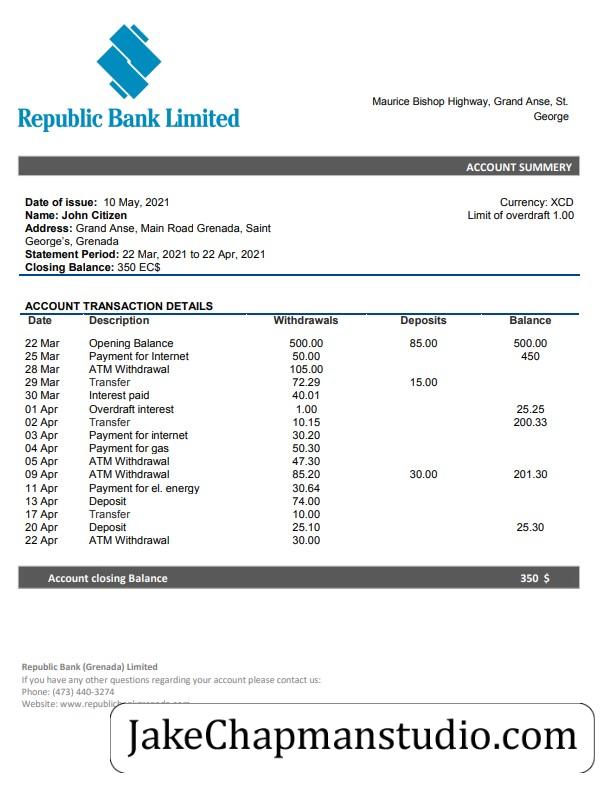 Republic Bank Limited
Maurice Bishop Highway, Grand Anse, St.
George
ACCOUNT SUMMERY
Date of issue: 10 May, 2021
Currency: XCD
Name: John Citizen
Limit of overdraft 1.00
Address: Grand Anse, Main Road Grenada, Saint
George's, Grenada
Statement Period: 22 Mar, 2021 to 22 Apr, 2021
Closing Balance: 350 EC$
ACCOUNT TRANSACTION DETAILS
Date Description Withdrawals Deposits Balance
22 Mar Opening Balance 500.00 85.00 500.00
25 Mar Payment for Internet 50.00 450
28 Mar ATM Withdrawal 105.00
29 Mar Transfer 72.29 15.00
30 Mar Interest paid 40.01
01 Apr Overdraft interest 1.00 25.25
02 Apr Transfer 10.15 200.33
03 Apr Payment for internet 30.20
04 Apr Payment for gas 50.30
05 Apr ATM Withdrawal 47.30
09 Apr ATM Withdrawal 85.20 30.00 201.30
11 Apr Payment for el. energy 30.64
13 Apr Deposit 74.00
17 Apr Transfer 10.00
20 Apr Deposit 25.10 25.30
22 Apr ATM Withdrawal 30.00
Account closing Balance 350 $
Republic Bank (Grenada) Limited
If you have any other questions regarding your account please contact us:
Phone: (473) 440-3274
Website:
JakeChapmanstudio.com